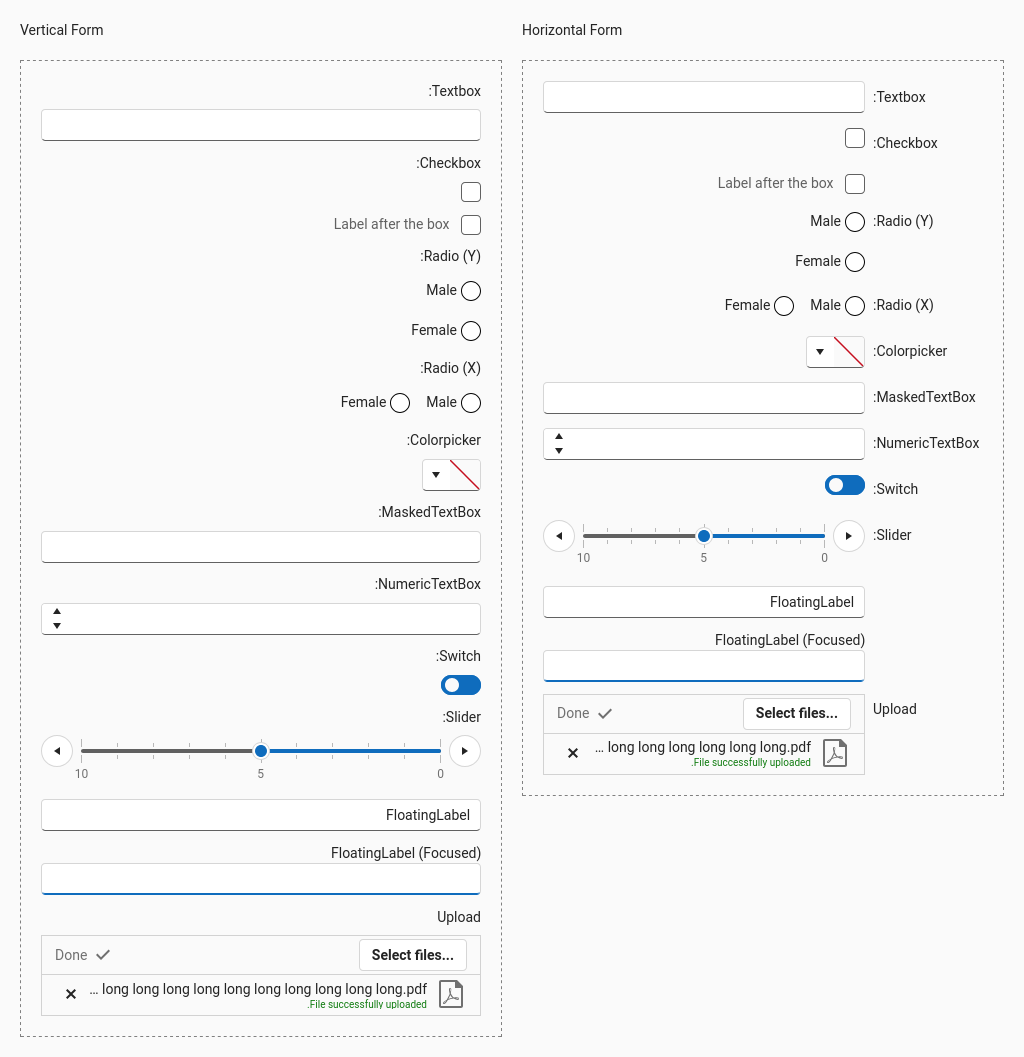 Vertical Form
:Textbox
:Checkbox
Label after the box
:Radio (Y)
Male
Female
:Radio (X)
Female Male
:Colorpicker
:MaskedTextBox
:NumericTextBox
:Switch
:Slider
10 5 0
FloatingLabel
FloatingLabel (Focused)
Upload
Done Select files...
... long long long long long long long long long long.pdf
.File successfully uploaded
Horizontal Form
:Textbox
:Checkbox
Label after the box
Male :Radio (Y)
Female
Female Male :Radio (X)
:Colorpicker
:MaskedTextBox
:NumericTextBox
:Switch
:Slider
10 5 0
FloatingLabel
FloatingLabel (Focused)
Upload
Done Select files...
... long long long long long long.pdf
.File successfully uploaded